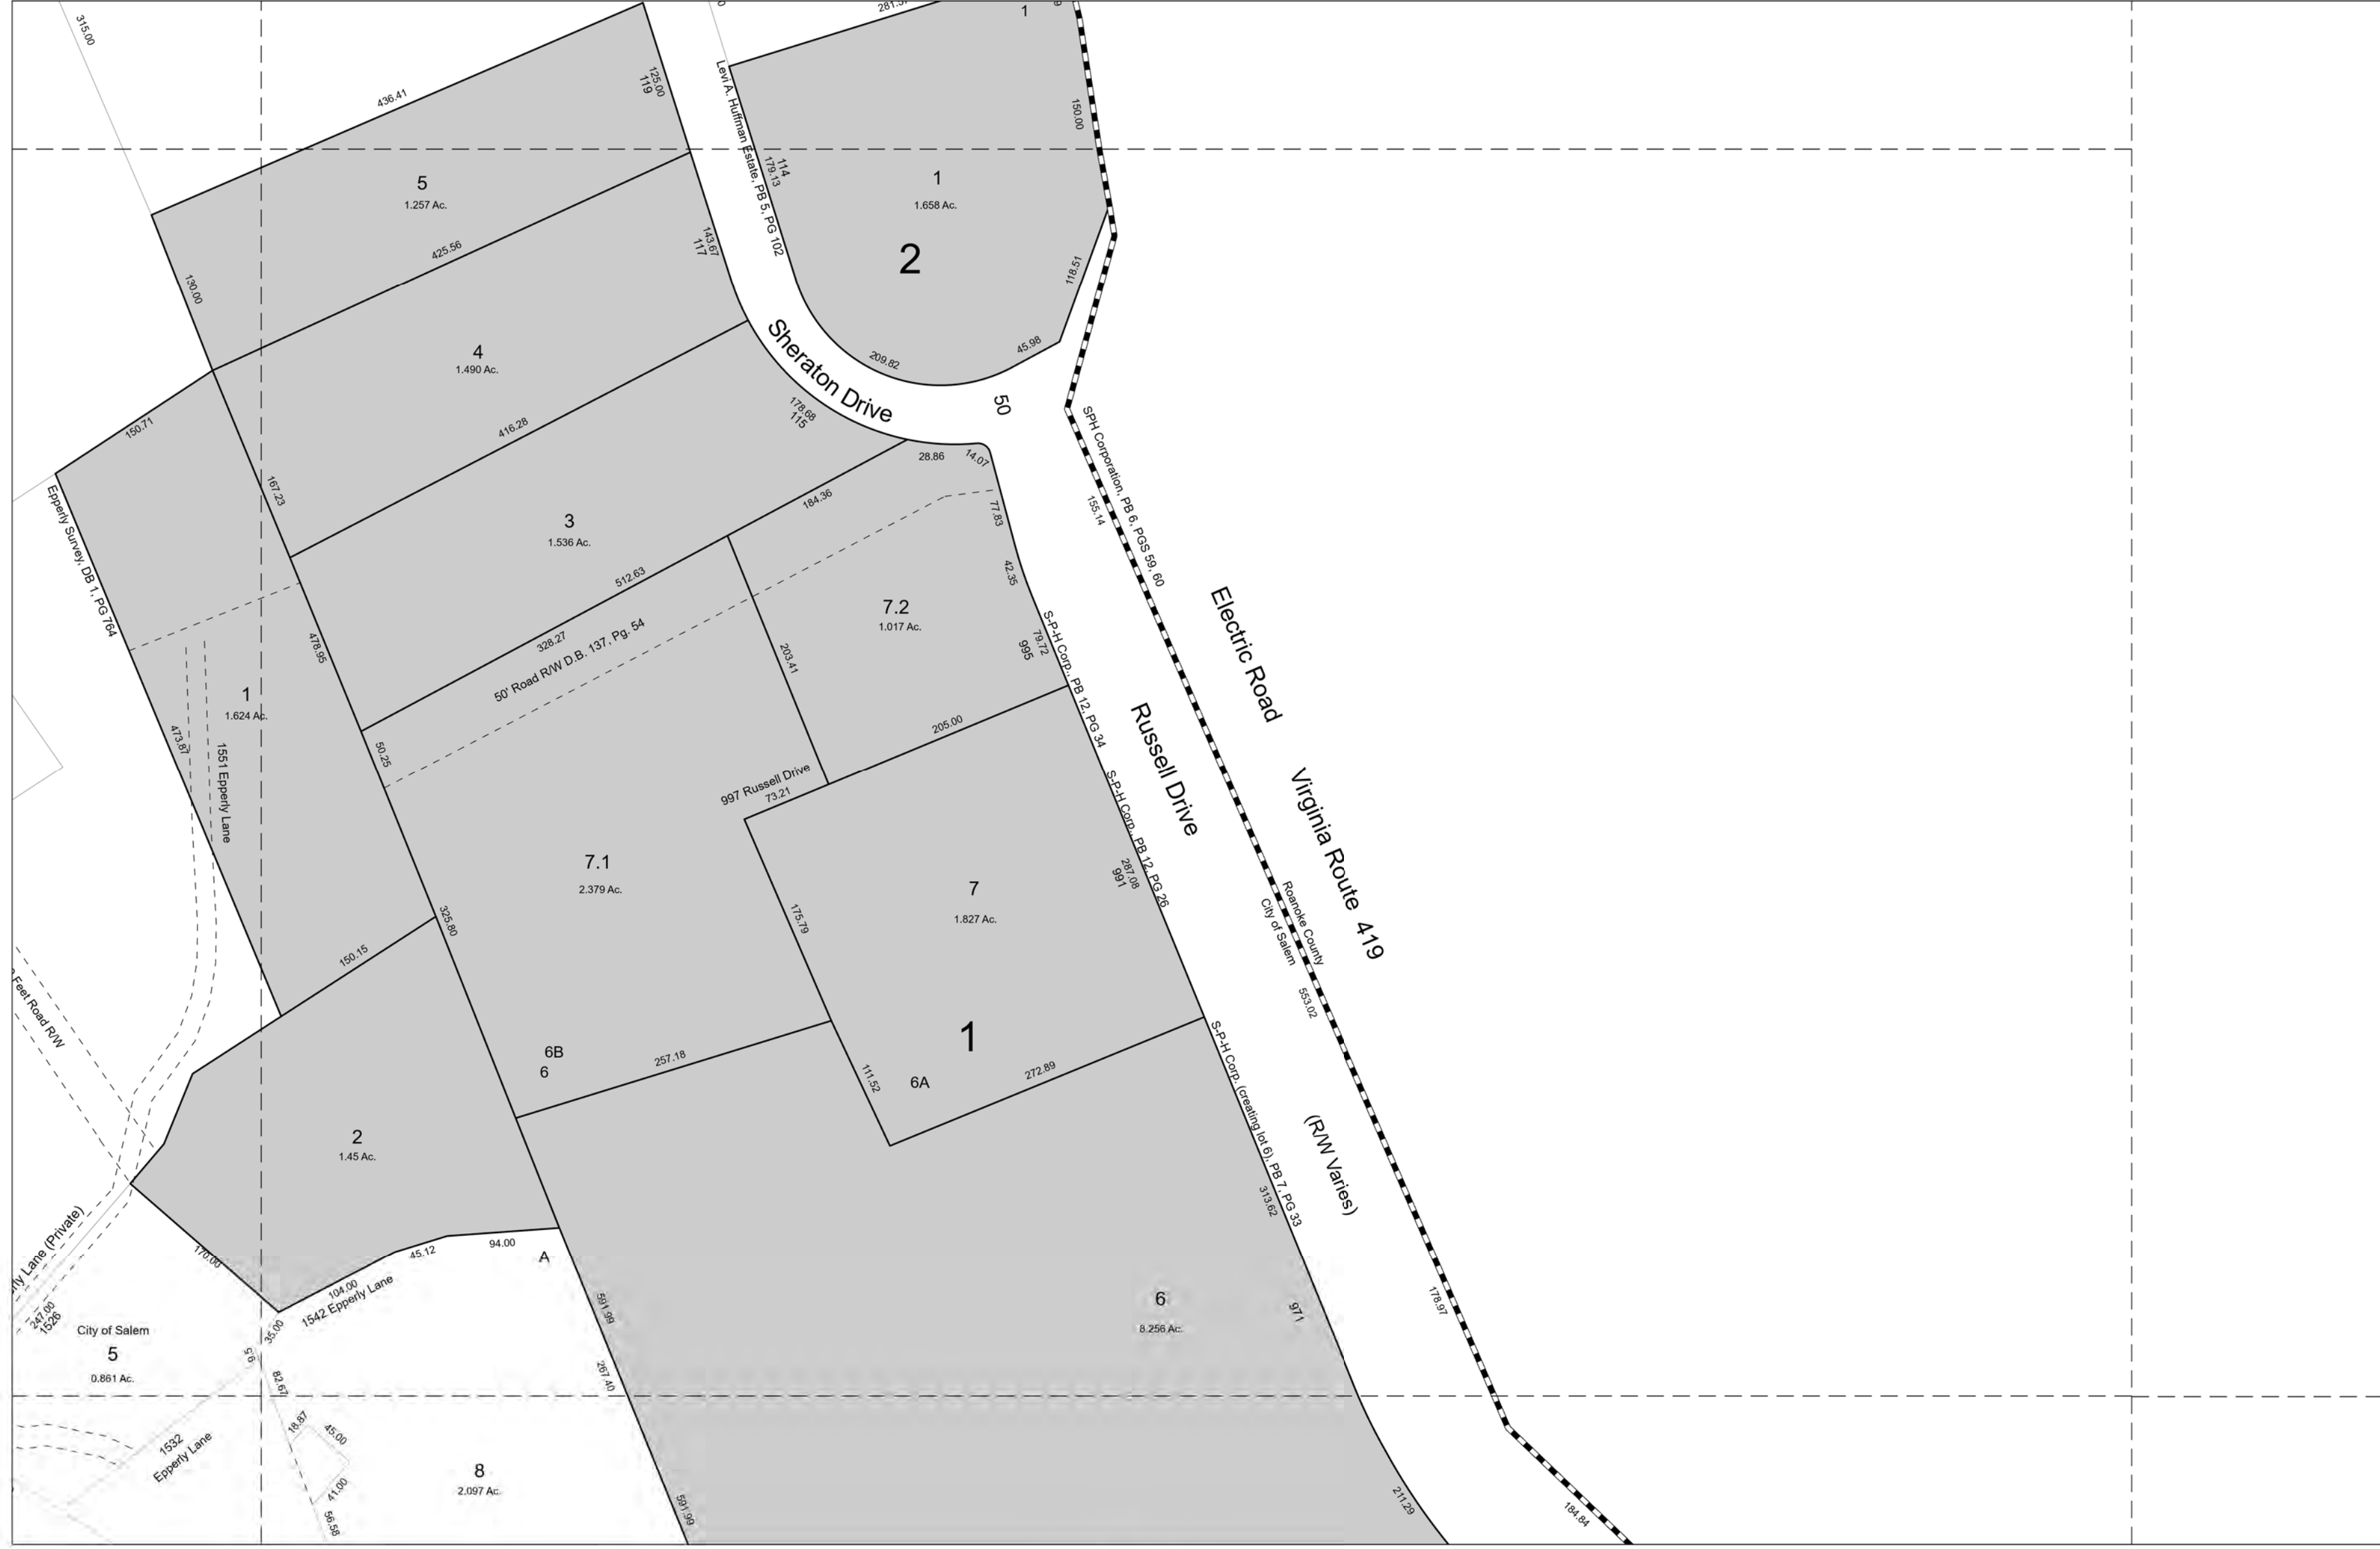 315.00
281.5
1
125.00
119
436.41
Levi A. Huffman Estate, PB 5, PG 102
150.00
114
179.13
5
1.257 Ac.
1
1.658 Ac.
143.67
117
2
425.56
130.00
118.51
4
1.490 Ac.
Sheraton Drive
209.82
45.98
50
178.68
115
150.71
416.28
28.86
14.07
SPH Corporation, PB 6, PGS 59, 60
155.14
167.23
184.36
77.83
Epperly Survey, DB 1, PG 764
3
1.536 Ac.
512.63
42.35
7.2
1.017 Ac.
328.27
50' Road R/W D.B. 137, Pg. 54
203.41
79.72
995
S-P-H Corp., PB 12, PG 34
Electric Road
478.95
1
1.624 Ac.
473.87
1551 Epperly Lane
50.25
205.00
997 Russell Drive
73.21
Russell Drive
S-P-H Corp., PB 12, PG 26
Virginia Route 419
7.1
2.379 Ac.
7
1.827 Ac.
287.08
991
Roanoke County
City of Salem
325.80
175.79
150.15
553.02
Feet Road R/W
1
6B
6
257.18
111.52
6A
272.89
S-P-H Corp. (creating lot 6), PB 7, PG 33
2
1.45 Ac.
(R/W Varies)
313.62
Lane (Private)
170.00
45.12
94.00
A
104.00
1542 Epperly Lane
247.00
1526
35.00
591.99
6
8.256 Ac.
971
178.97
City of Salem
5
0.861 Ac.
9.5
82.67
267.40
18.87
45.00
1532
Epperly Lane
8
2.097 Ac.
41.00
56.58
591.99
211.29
184.84